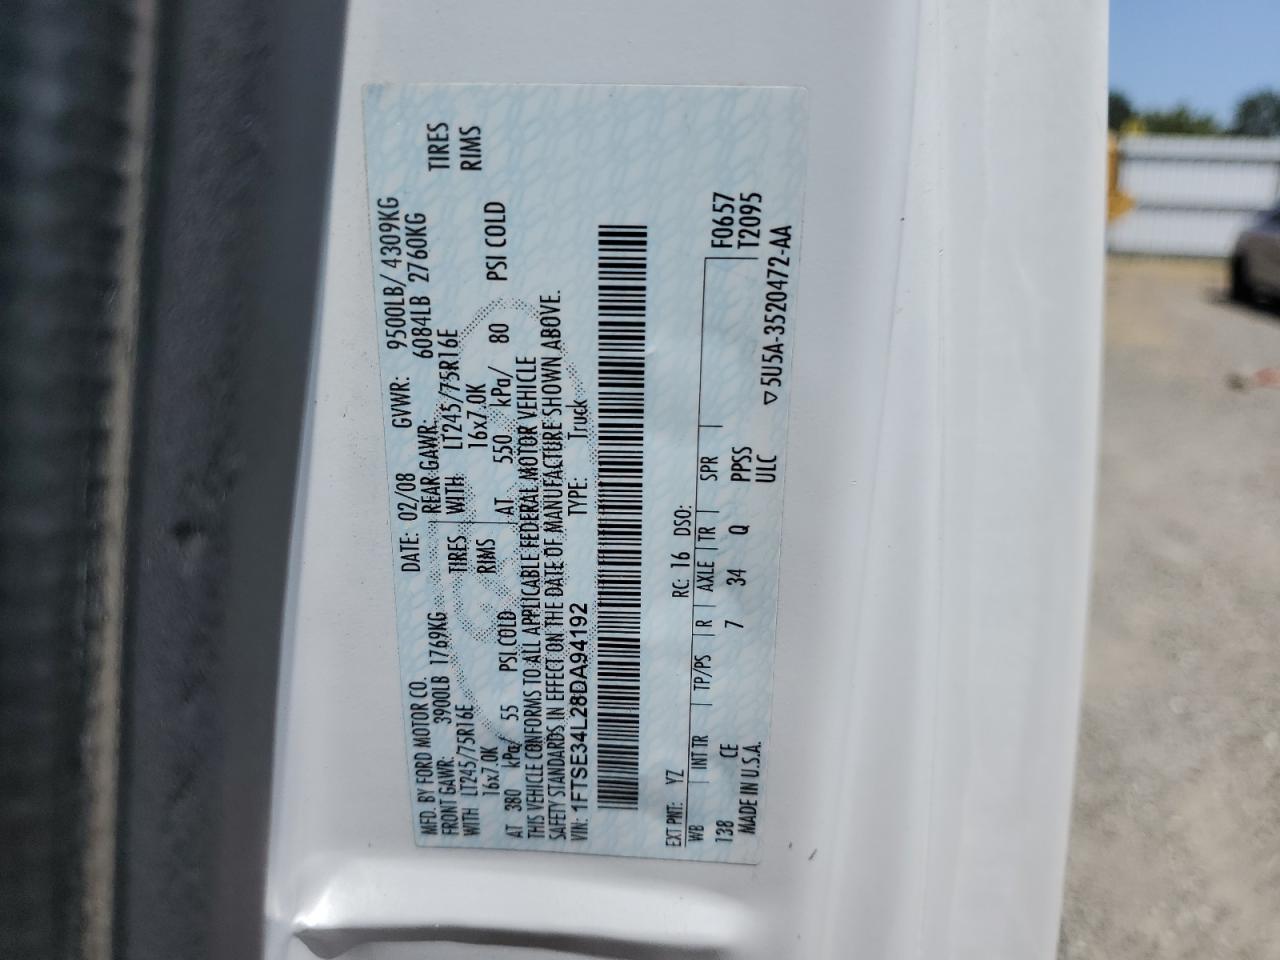 MFD. BY FORD MOTOR CO.
DATE: 02/08 GVWR: 9500LB/ 4309KG
FRONT GAWR: 3900LB 1769KG REAR GAWR: 6084LB 2760KG
WITH LT245/75R16E TIRES WITH LT245/75R16E TIRES
16x7.0K RIMS 16x7.0K RIMS
AT 380 kPa/ 55 PSI COLD AT 550 kPa/ 80 PSI COLD
THIS VEHICLE CONFORMS TO ALL APPLICABLE FEDERAL MOTOR VEHICLE
SAFETY STANDARDS IN EFFECT ON THE DATE OF MANUFACTURE SHOWN ABOVE.
VIN: 1FTSE34L28DA94192 TYPE: Truck
EXT PNT: YZ RC: 16 DSO:
WB INT TR TP/PS R AXLE TR SPR F0657
138 CE 7 34 Q PPSS T2095
MADE IN U.S.A. ULC ▽5U5A-3520472-AA